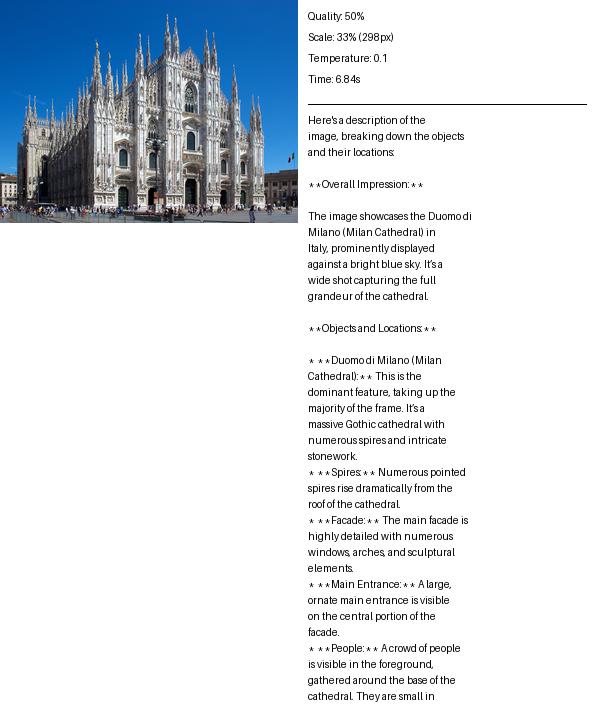 Quality: 50%
Scale: 33% (298px)
Temperature: 0.1
Time: 6.84s
Here's a description of the
image, breaking down the objects
and their locations:
**Overall Impression:**
The image showcases the Duomo di
Milano (Milan Cathedral) in
Italy, prominently displayed
against a bright blue sky. It's a
wide shot capturing the full
grandeur of the cathedral.
**Objects and Locations:**
* **Duomo di Milano (Milan
Cathedral):** This is the
dominant feature, taking up the
majority of the frame. It's a
massive Gothic cathedral with
numerous spires and intricate
stonework.
* **Spires:** Numerous pointed
spires rise dramatically from the
roof of the cathedral.
* **Facade:** The main facade is
highly detailed with numerous
windows, arches, and sculptural
elements.
* **Main Entrance:** A large,
ornate main entrance is visible
on the central portion of the
facade.
* **People:** A crowd of people
is visible in the foreground,
gathered around the base of the
cathedral. They are small in